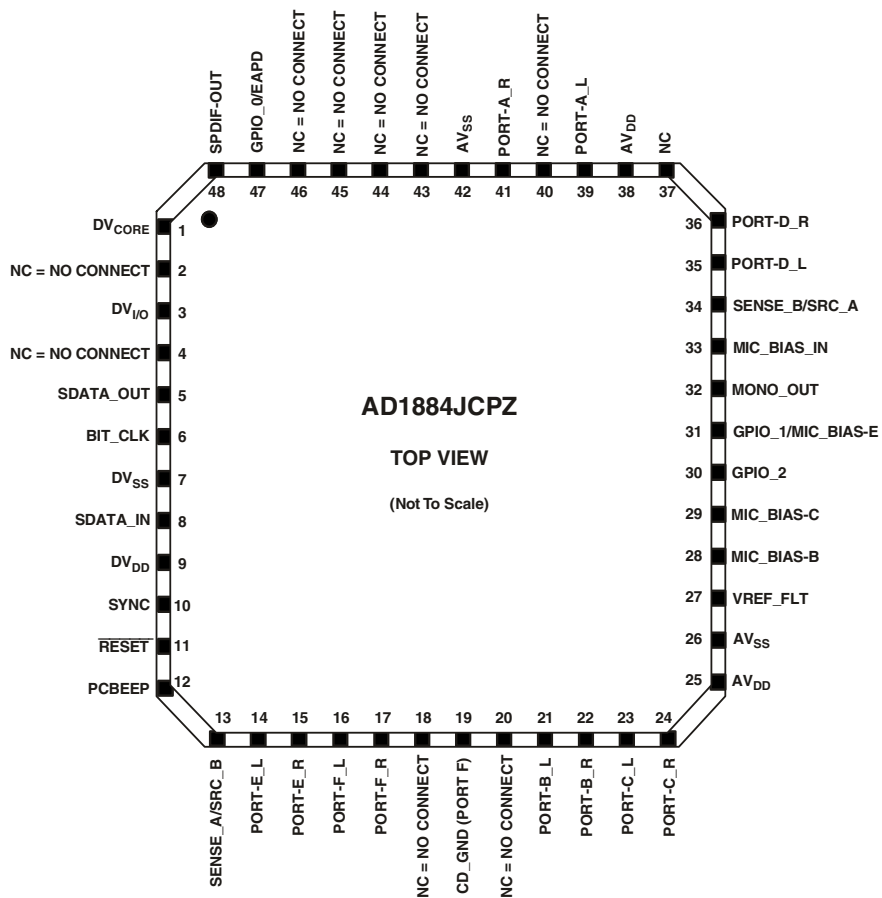 SPDIF-OUT
GPIO_0/EAPD
NC = NO CONNECT
NC = NO CONNECT
NC = NO CONNECT
NC = NO CONNECT
AVSS
PORT-A_R
NC = NO CONNECT
PORT-A_L
AVDD
NC
48 47 46 45 44 43 42 41 40 39 38 37
DVCORE 1
NC = NO CONNECT 2
DVI/O 3
NC = NO CONNECT 4
SDATA_OUT 5
BIT_CLK 6
DVSS 7
SDATA_IN 8
DVDD 9
SYNC 10
RESET 11
PCBEEP 12
AD1884JCPZ
TOP VIEW
(Not To Scale)
36 PORT-D_R
35 PORT-D_L
34 SENSE_B/SRC_A
33 MIC_BIAS_IN
32 MONO_OUT
31 GPIO_1/MIC_BIAS-E
30 GPIO_2
29 MIC_BIAS-C
28 MIC_BIAS-B
27 VREF_FLT
26 AVSS
25 AVDD
13 14 15 16 17 18 19 20 21 22 23 24
SENSE_A/SRC_B
PORT-E_L
PORT-E_R
PORT-F_L
PORT-F_R
NC = NO CONNECT
CD_GND (PORT F)
NC = NO CONNECT
PORT-B_L
PORT-B_R
PORT-C_L
PORT-C_R